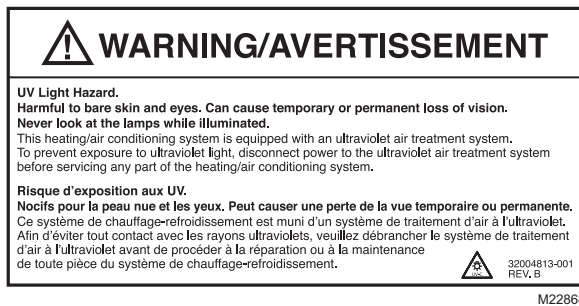 WARNING/AVERTISSEMENT
UV Light Hazard.
Harmful to bare skin and eyes. Can cause temporary or permanent loss of vision.
Never look at the lamps while illuminated.
This heating/air conditioning system is equipped with an ultraviolet air treatment system.
To prevent exposure to ultraviolet light, disconnect power to the ultraviolet air treatment system
before servicing any part of the heating/air conditioning system.
Risque d'exposition aux UV.
Nocifs pour la peau nue et les yeux. Peut causer une perte de la vue temporaire ou permanente.
Ce système de chauffage-refroidissement est muni d'un système de traitement d'air à l'ultraviolet.
Afin d'éviter tout contact avec les rayons ultraviolets, veuillez débrancher le système de traitement
d'air à l'ultraviolet avant de procéder à la réparation ou à la maintenance
de toute pièce du système de chauffage-refroidissement.
32004813-001
REV. B
M2286